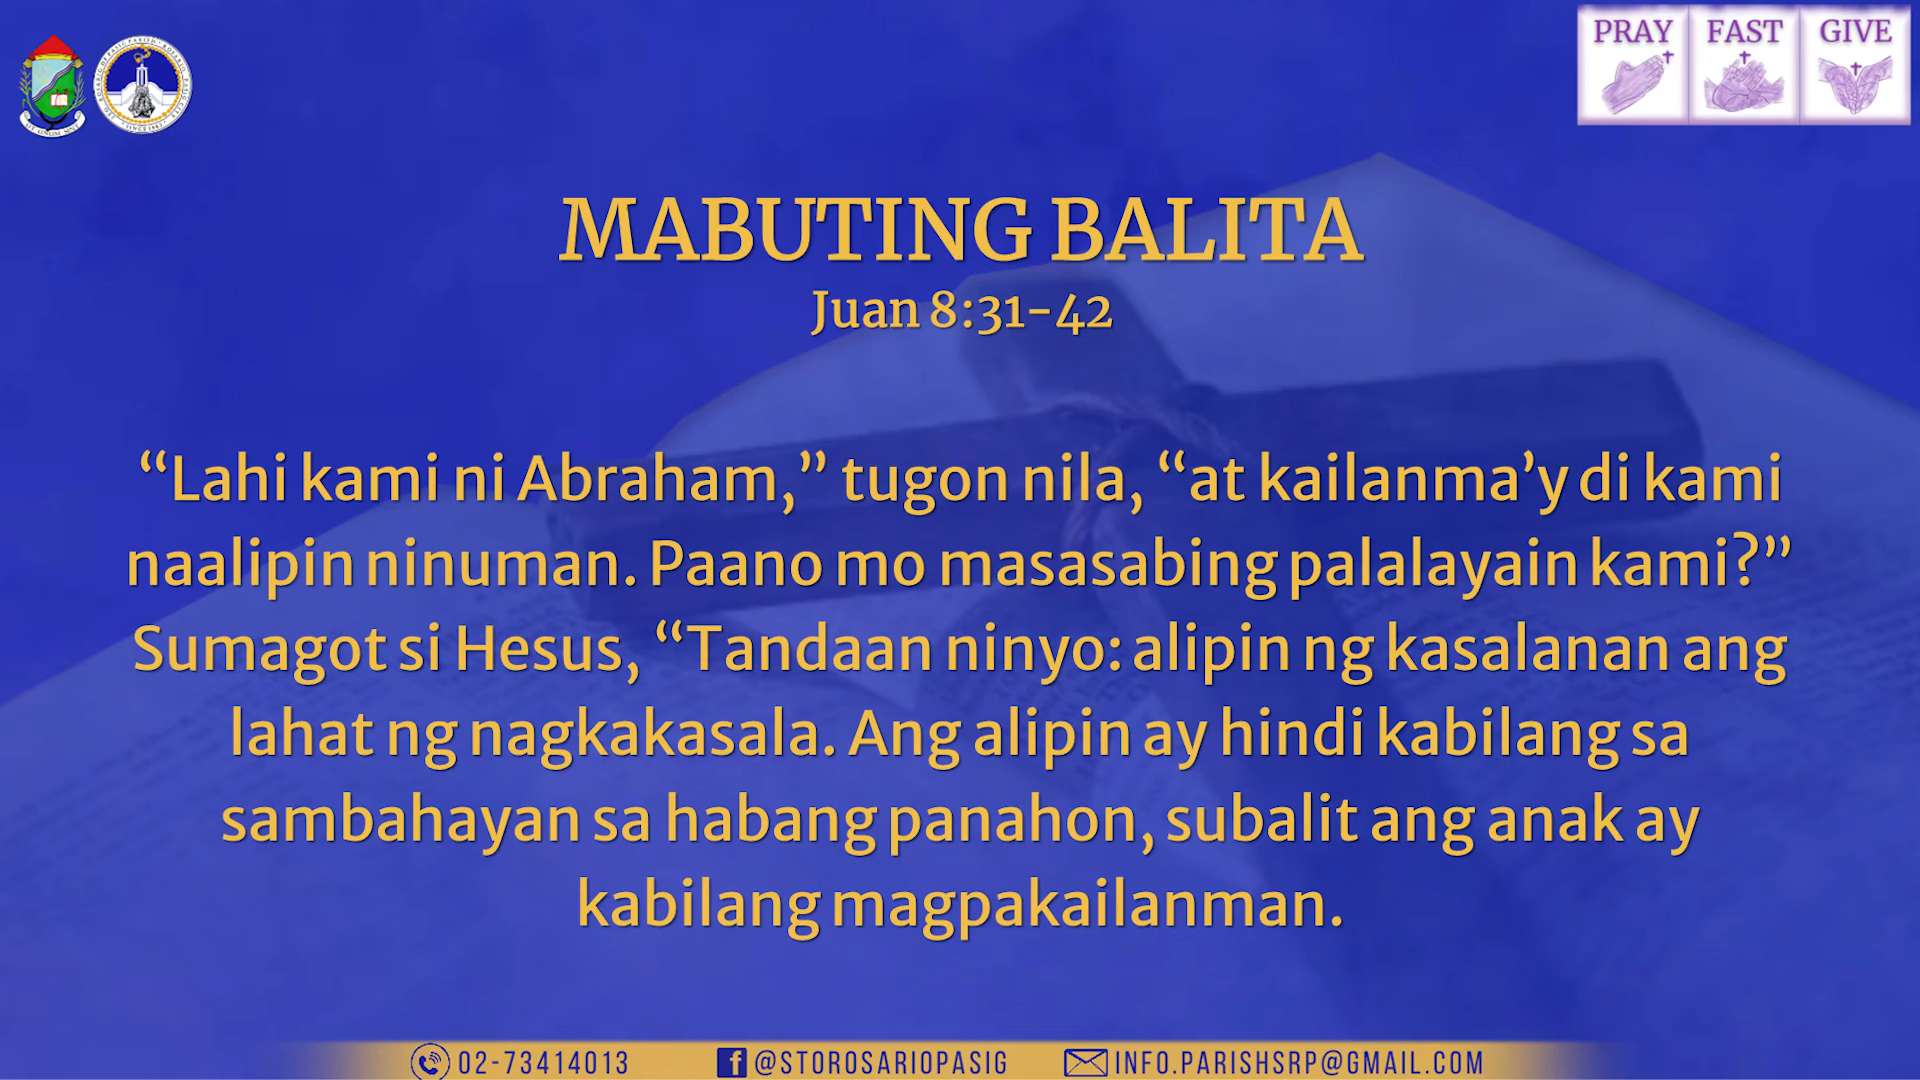 PRAY FAST GIVE
MABUTING BALITA
Juan 8:31-42
“Lahi kami ni Abraham,” tugon nila, “at kailanma’y di kami
naalipin ninuman. Paano mo masasabing palalayain kami?”
Sumagot si Hesus, “Tandaan ninyo: alipin ng kasalanan ang
lahat ng nagkakasala. Ang alipin ay hindi kabilang sa
sambahayan sa habang panahon, subalit ang anak ay
kabilang magpakailanman.
02-73414013 @STOROSARIOPASIG INFO.PARISHSRP@GMAIL.COM